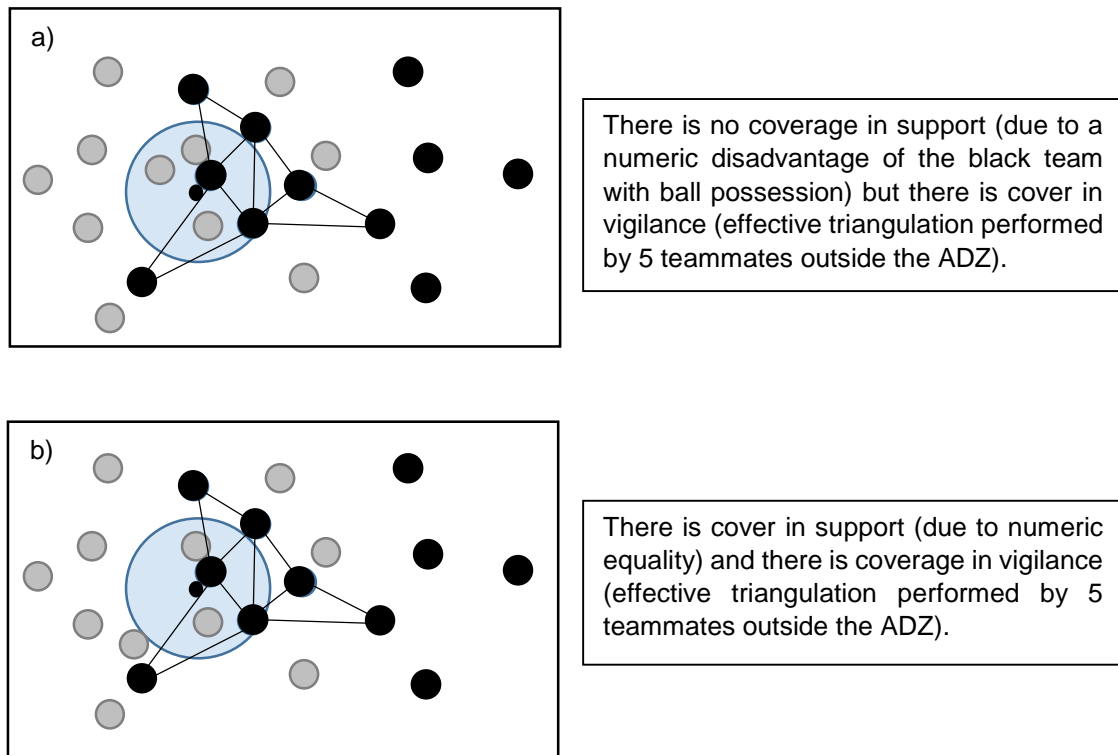 a)
There is no coverage in support (due to a
numeric disadvantage of the black team
with ball possession) but there is cover in
vigilance (effective triangulation performed
by 5 teammates outside the ADZ).
b)
There is cover in support (due to numeric
equality) and there is coverage in vigilance
(effective triangulation performed by 5
teammates outside the ADZ).